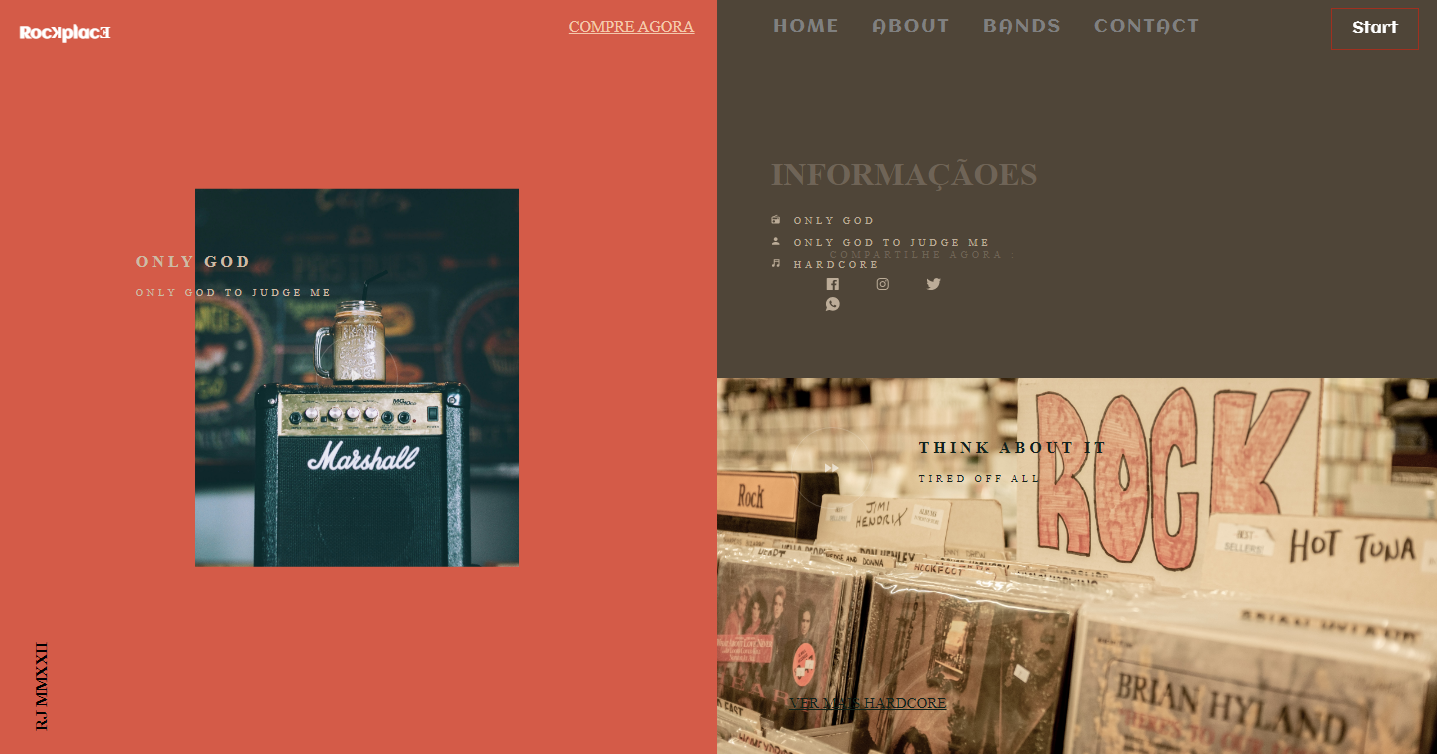 RockplacE
COMPRE AGORA
ONLY GOD
ONLY GOD TO JUDGE ME
Marshall
RJ MMXXII
HOME ABOUT BANDS CONTACT
Start
INFORMAÇÃOES
ONLY GOD
ONLY GOD TO JUDGE ME
COMPARTILHE AGORA :
HARDCORE
THINK ABOUT IT
TIRED OFF ALL
ROCK
Rock
JIMI
HENDRIX
BEST
SELLERS!
HOT TUNA
BRIAN HYLAND
BRIAN HYLAND
VER MAIS HARDCORE